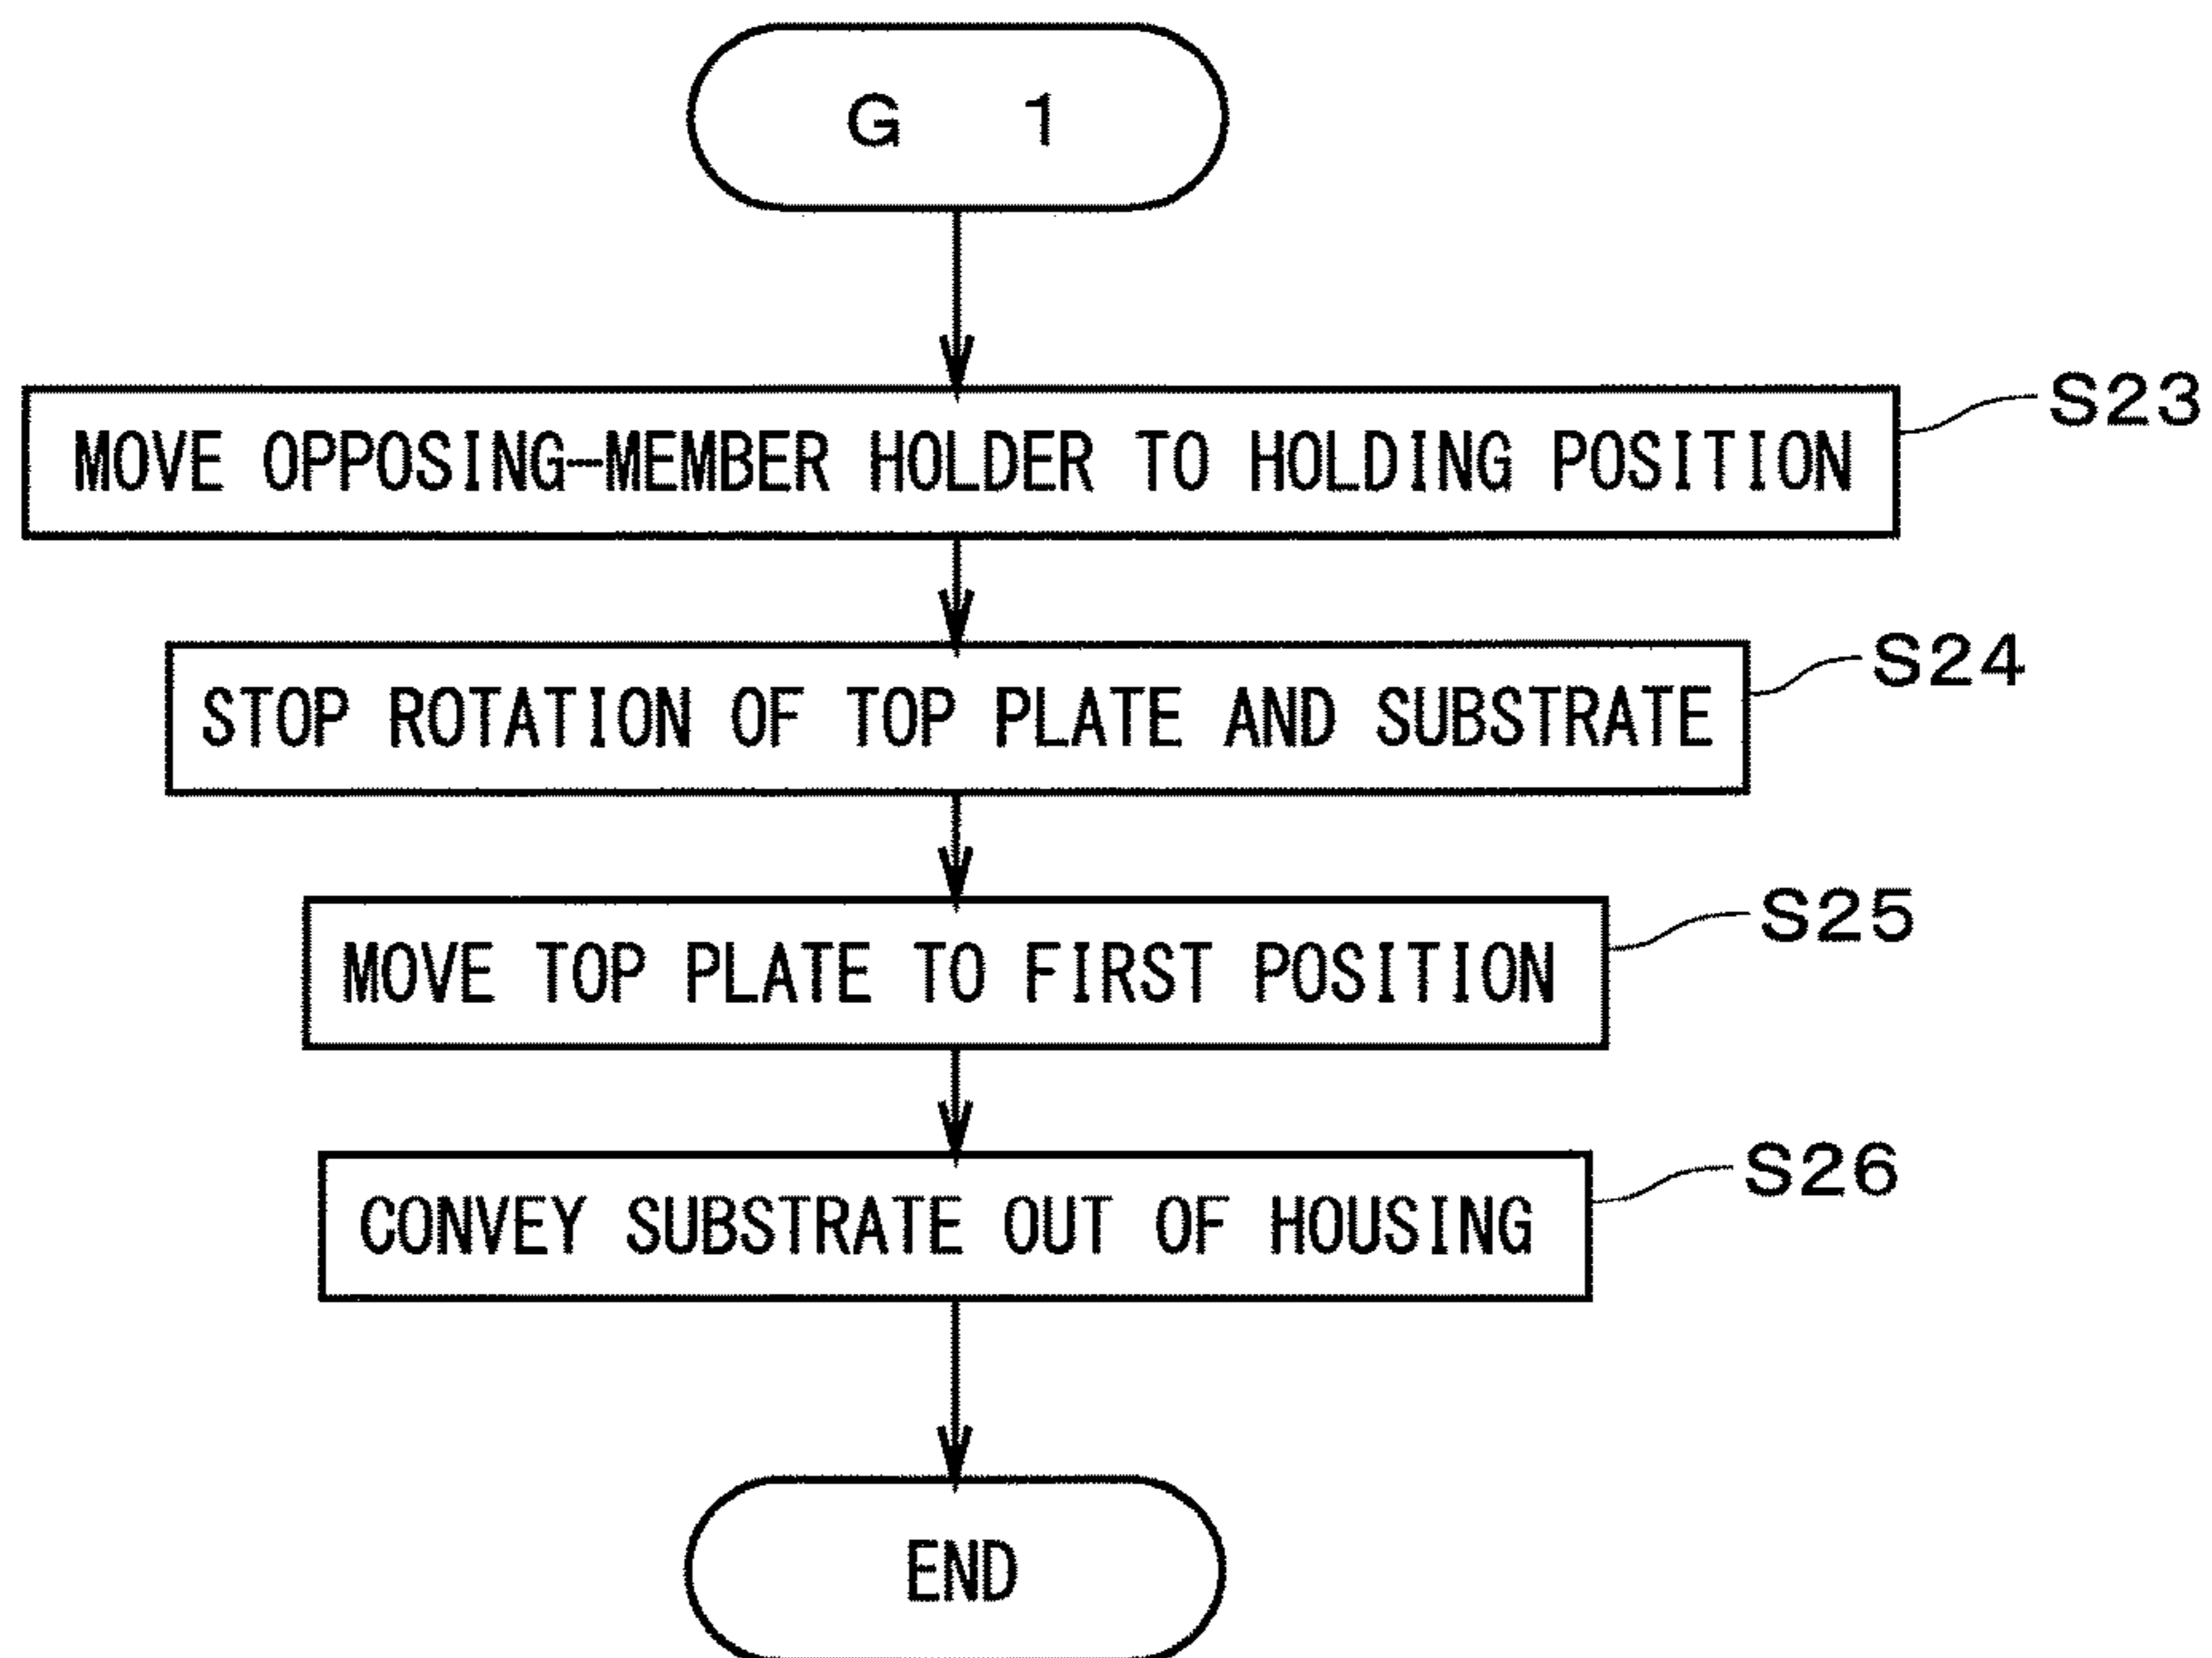 G 1
MOVE OPPOSING-MEMBER HOLDER TO HOLDING POSITION
S23
STOP ROTATION OF TOP PLATE AND SUBSTRATE
S24
MOVE TOP PLATE TO FIRST POSITION
S25
CONVEY SUBSTRATE OUT OF HOUSING
S26
END